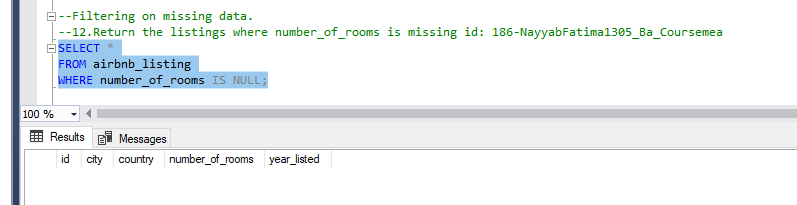 --Filtering on missing data.
--12.Return the listings where number_of_rooms is missing id: 186-NayyabFatima1305_Ba_Coursemea
SELECT *
FROM airbnb_listing
WHERE number_of_rooms IS NULL;
100 %
Results Messages
id city country number_of_rooms year_listed